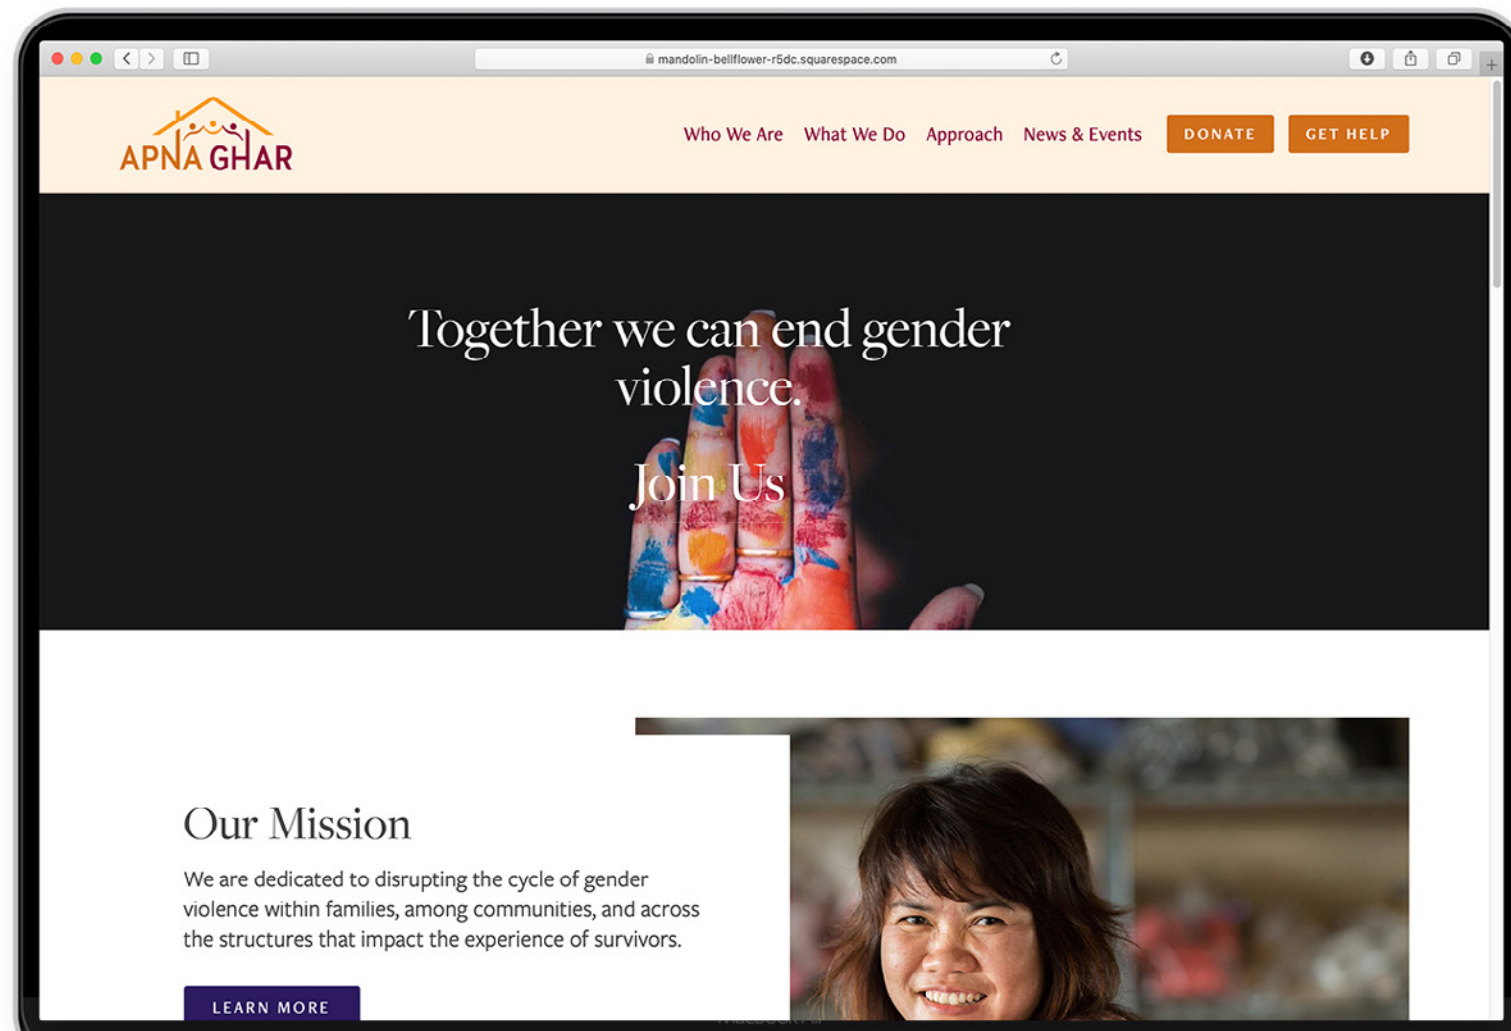 mandolin-bellflower-r5dc.squarespace.com
APNA GHAR
Who We Are
What We Do
Approach
News & Events
DONATE
GET HELP
Together we can end gender
violence.
Join Us
Our Mission
We are dedicated to disrupting the cycle of gender
violence within families, among communities, and across
the structures that impact the experience of survivors.
LEARN MORE